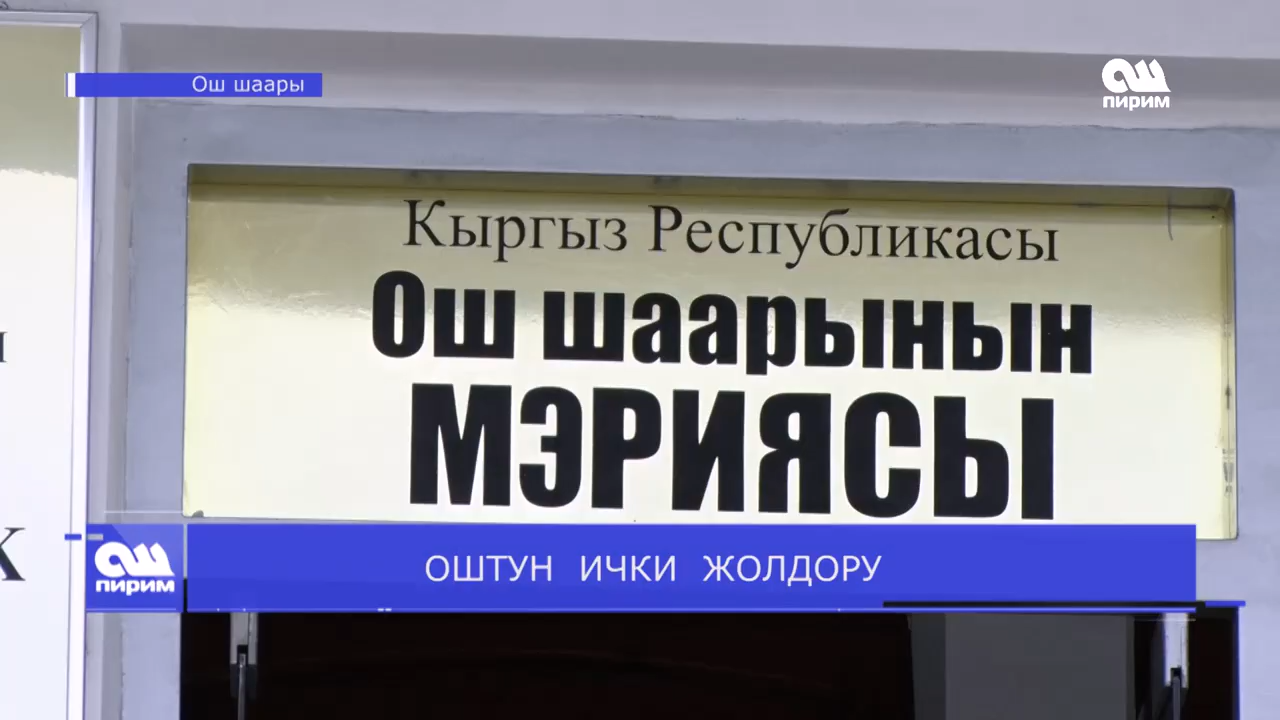 Ош шаары
ОШ
ПИРИМ
Кыргыз Республикасы
Ош шаарынын
МЭРИЯСЫ
ОШ
ПИРИМ
ОШТУН ИЧКИ ЖОЛДОРУ